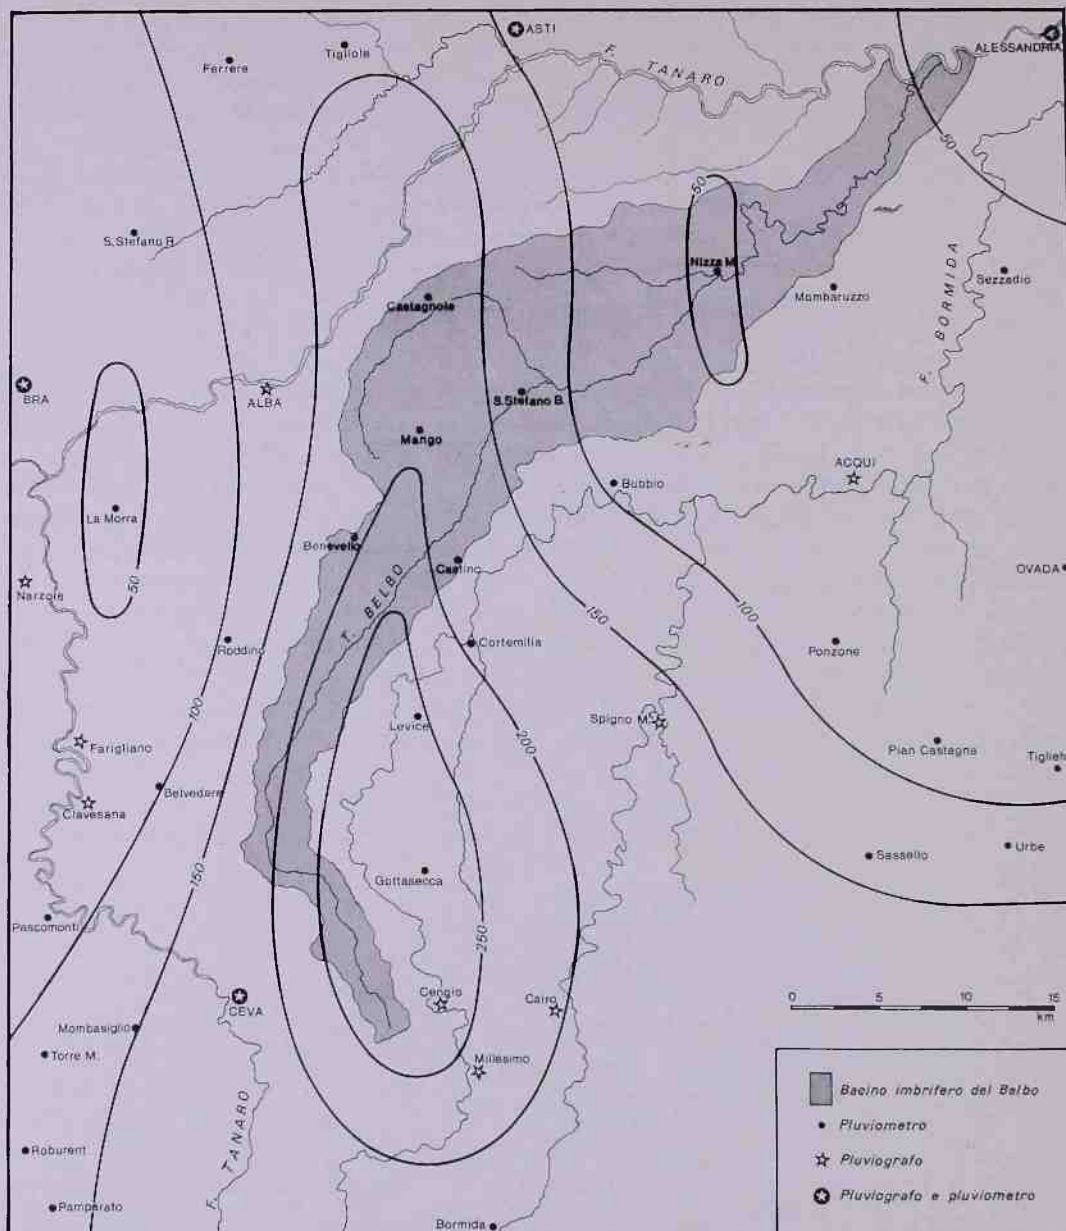 ASTI
ALESSANDRIA
Tigliole
Ferrere
F. TANARO
50
S. Stefano R.
50
Nizza M.
F. BORMIDA
Sezzadio
Mombaruzzo
Castagnole
BRA
ALBA
S. Stefano B.
Mango
ACQUI
Bubbio
La Morra
Benevello
Castino
50
Narzole
OVADA
T. BELBO
150
100
Roddino
Cortemilia
Ponzone
100
Levice
Spigno M.
200
Farigliano
Pian Castagna
Tiglieto
Belvedere
Clavesana
150
Sassello
Urbe
Gottasecca
Pascomonti
250
CEVA
Cengio
Cairo
0 5 10 15
km
Mombasiglio
Torre M.
Millesimo
F. TANARO
Roburent
Pamparato
Bormida
Bacino imbrifero del Belbo
Pluviometro
Pluviografo
Pluviografo e pluviometro